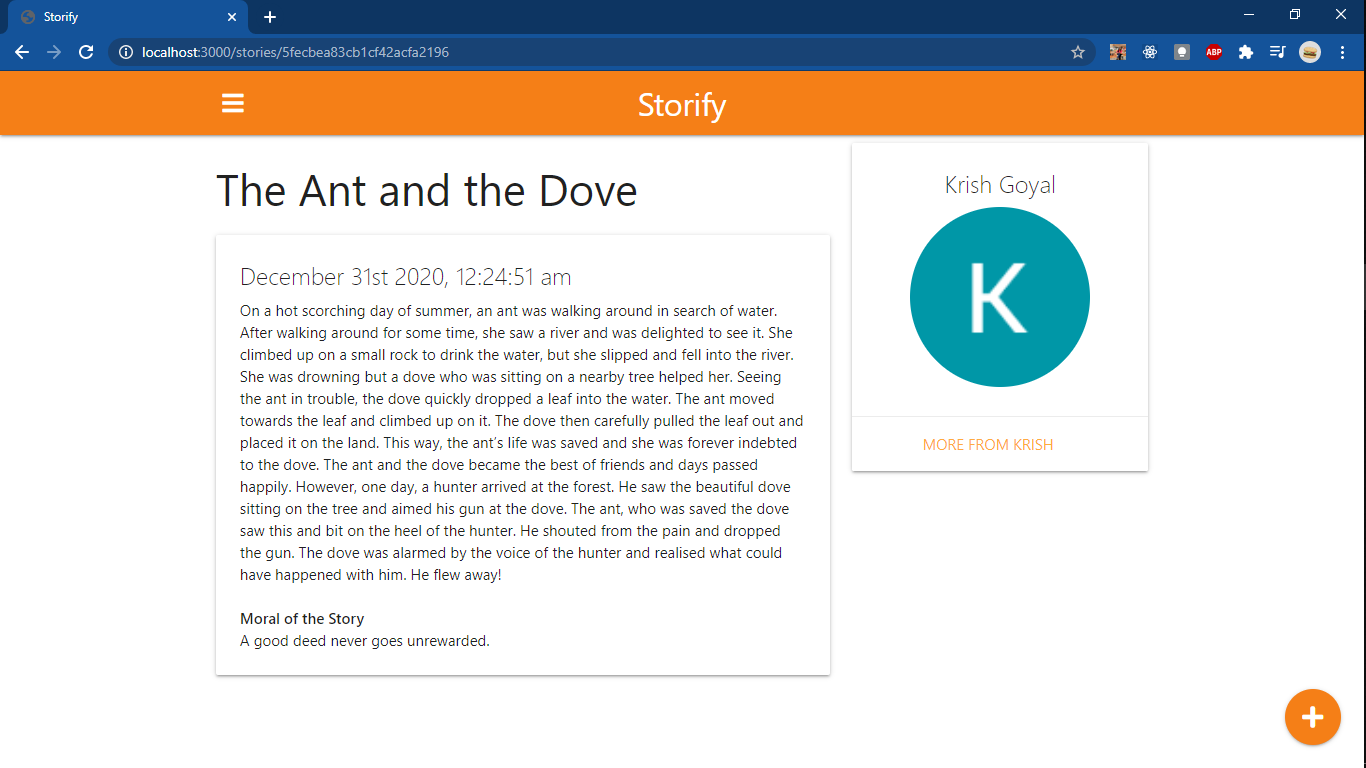 Storify
localhost:3000/stories/5fecbea83cb1cf42acfa2196
ABP
Storify
The Ant and the Dove
December 31st 2020, 12:24:51 am
On a hot scorching day of summer, an ant was walking around in search of water.
After walking around for some time, she saw a river and was delighted to see it. She
climbed up on a small rock to drink the water, but she slipped and fell into the river.
She was drowning but a dove who was sitting on a nearby tree helped her. Seeing
the ant in trouble, the dove quickly dropped a leaf into the water. The ant moved
towards the leaf and climbed up on it. The dove then carefully pulled the leaf out and
placed it on the land. This way, the ant’s life was saved and she was forever indebted
to the dove. The ant and the dove became the best of friends and days passed
happily. However, one day, a hunter arrived at the forest. He saw the beautiful dove
sitting on the tree and aimed his gun at the dove. The ant, who was saved the dove
saw this and bit on the heel of the hunter. He shouted from the pain and dropped
the gun. The dove was alarmed by the voice of the hunter and realised what could
have happened with him. He flew away!
Moral of the Story
A good deed never goes unrewarded.
Krish Goyal
K
MORE FROM KRISH